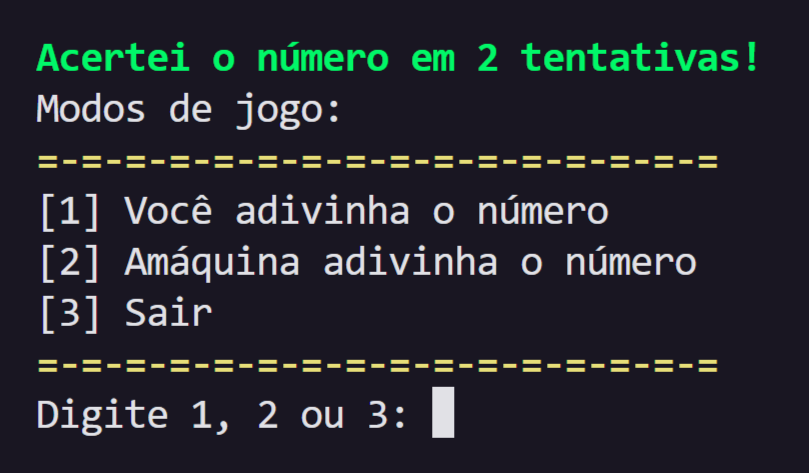 Acertei o número em 2 tentativas!
Modos de jogo:
=-=-=-=-=-=-=-=-=-=-=-=-=-=-=-=
[1] Você adivinha o número
[2] Amáquina adivinha o número
[3] Sair
=-=-=-=-=-=-=-=-=-=-=-=-=-=-=-=
Digite 1, 2 ou 3: